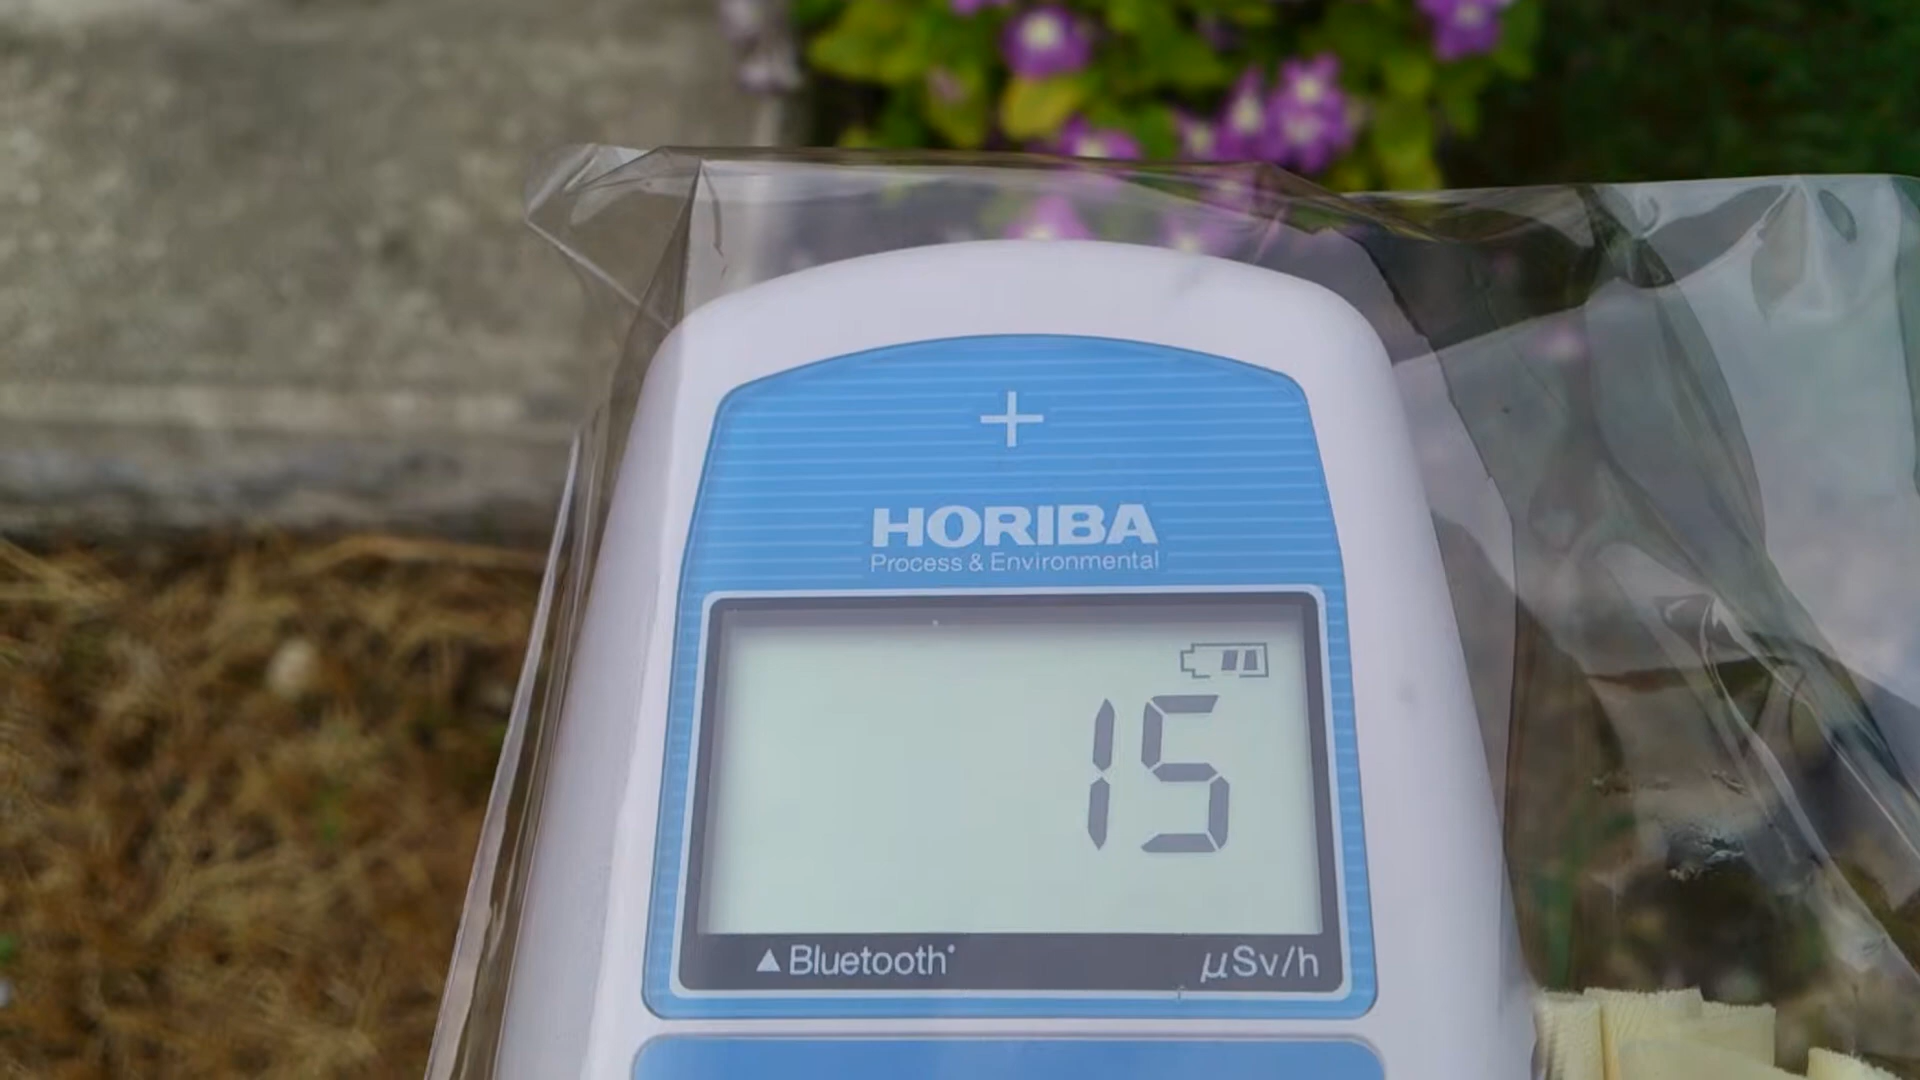 +
HORIBA
Process & Environmental
15
▲Bluetooth
μSv/h